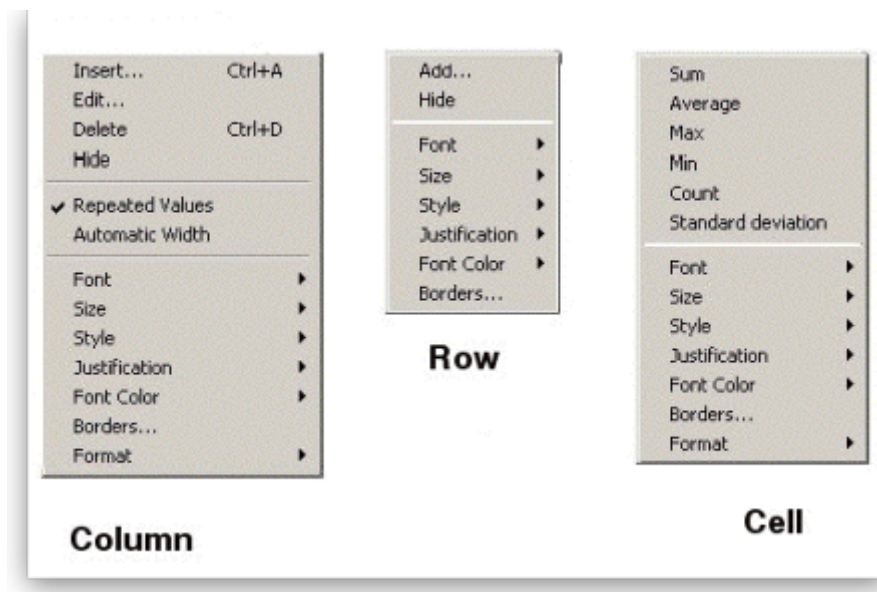 Insert... Ctrl+A
Edit...
Delete Ctrl+D
Hide
Repeated Values
Automatic Width
Font
Size
Style
Justification
Font Color
Borders...
Format
Column
Add...
Hide
Font
Size
Style
Justification
Font Color
Borders...
Row
Sum
Average
Max
Min
Count
Standard deviation
Font
Size
Style
Justification
Font Color
Borders...
Format
Cell